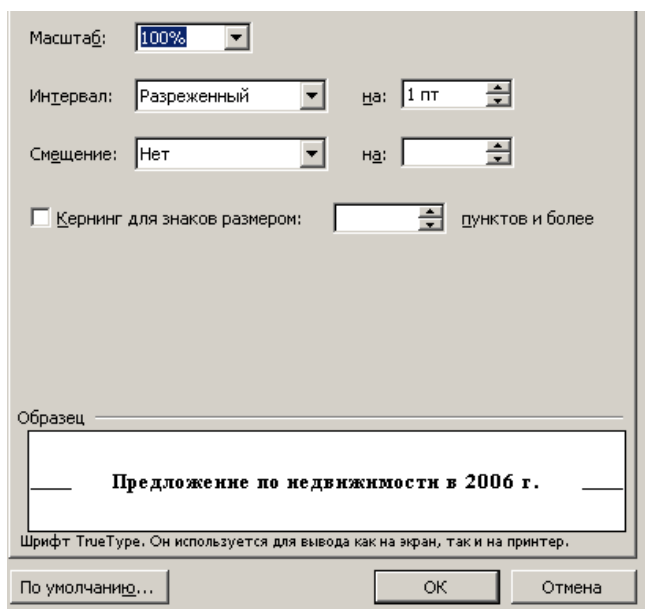 Масштаб: 100%
Интервал: Разреженный на: 1 пт
Смещение: Нет на:
Кернинг для знаков размером: пунктов и более
Образец
Предложение по недвижимости в 2006 г.
Шрифт TrueType. Он используется для вывода как на экран, так и на принтер.
По умолчанию... ОК Отмена